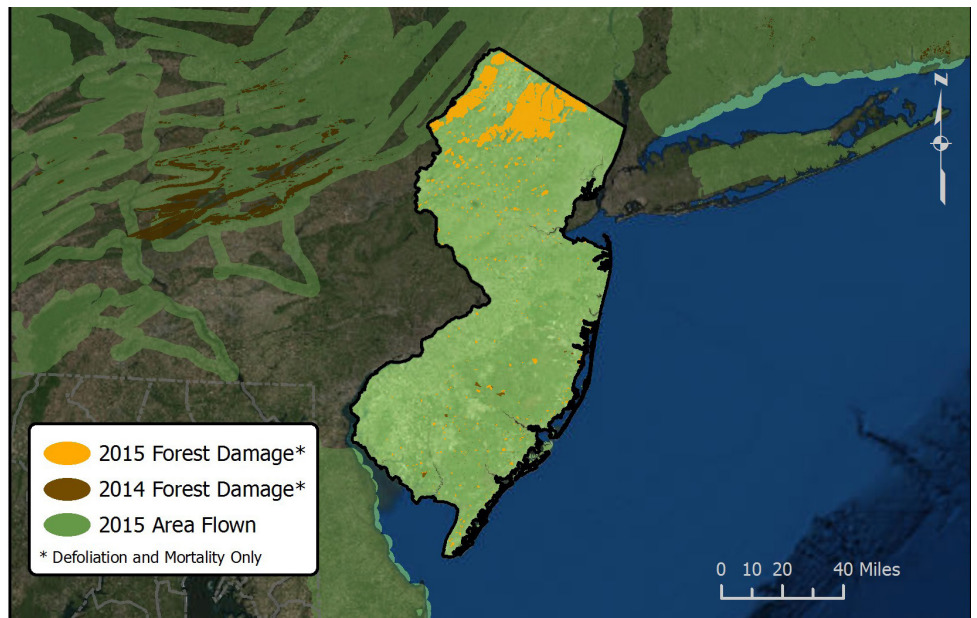 N
2015 Forest Damage*
2014 Forest Damage*
2015 Area Flown
* Defoliation and Mortality Only
0 10 20 40 Miles